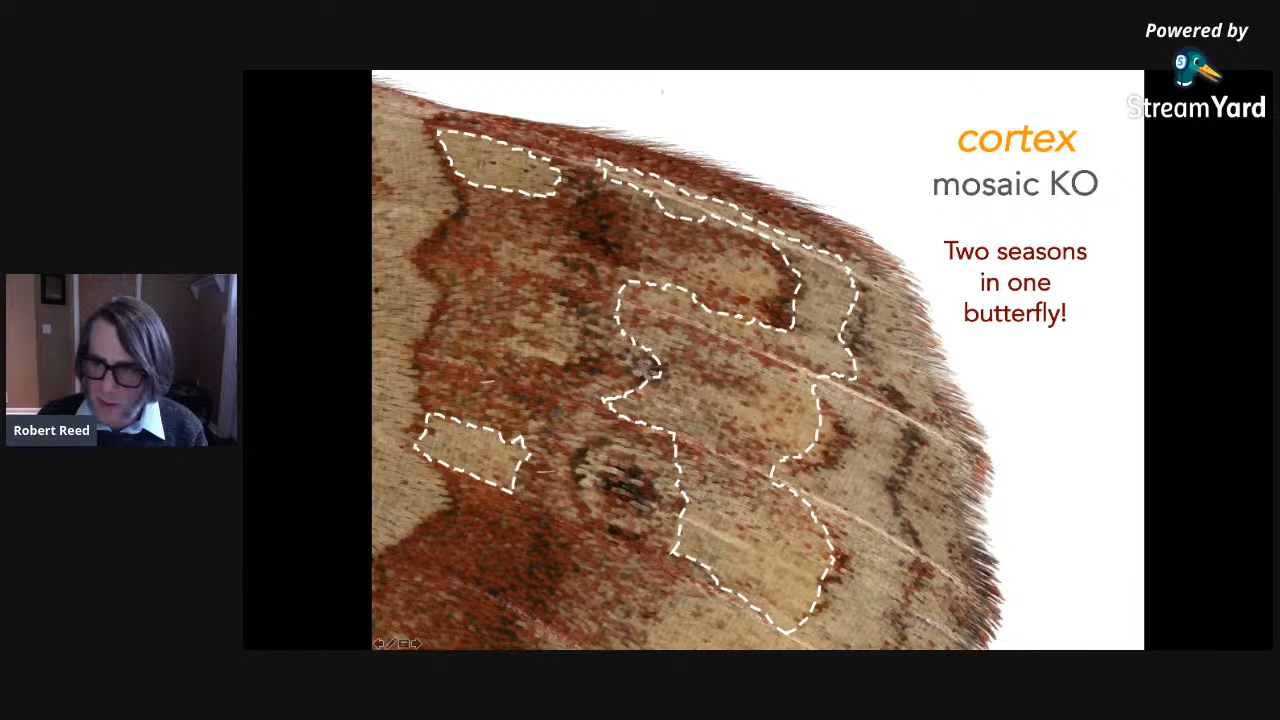 Powered by
StreamYard
cortex
mosaic KO
Two seasons
in one
butterfly!
Robert Reed